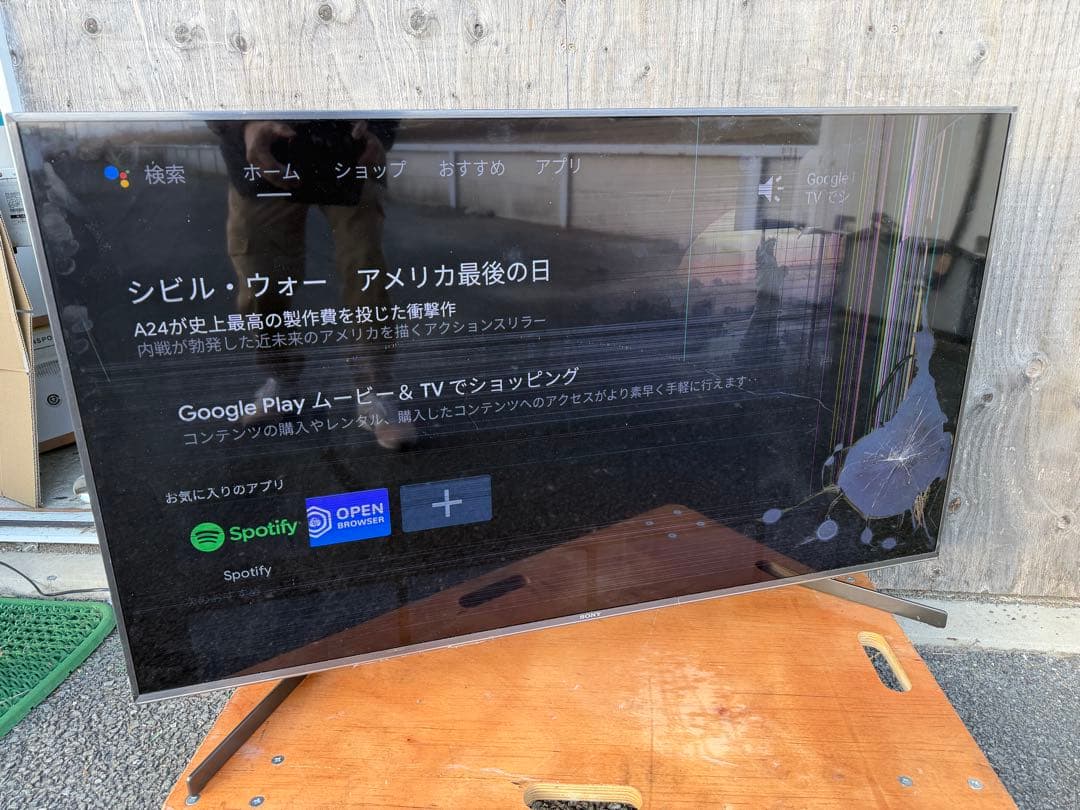 検索
ホーム
ショップ
おすすめ
アプリ
Google
TV でシ
シビル・ウォー アメリカ最後の日
A24が史上最高の製作費を投じた衝撃作
内戦が勃発した近未来のアメリカを描くアクションスリラー
Google Play ムービー & TV でショッピング
コンテンツの購入やレンタル、購入したコンテンツへのアクセスがより素早く手軽に行えます‥
お気に入りのアプリ
Spotify
OPEN
BROWSER
Spotify
SONY